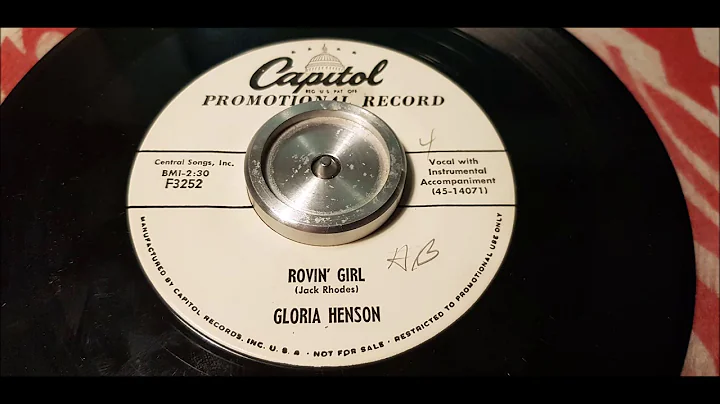 Capitol
REG. U.S. PAT. OFF.
PROMOTIONAL RECORD
4
Central Songs, Inc.
BMI-2:30
F3252
Vocal with
Instrumental
Accompaniment
(45-14071)
AB
ROVIN' GIRL
(Jack Rhodes)
GLORIA HENSON
MANUFACTURED BY CAPITOL RECORDS, INC. U. S. A. • NOT FOR SALE • RESTRICTED TO PROMOTIONAL USE ONLY